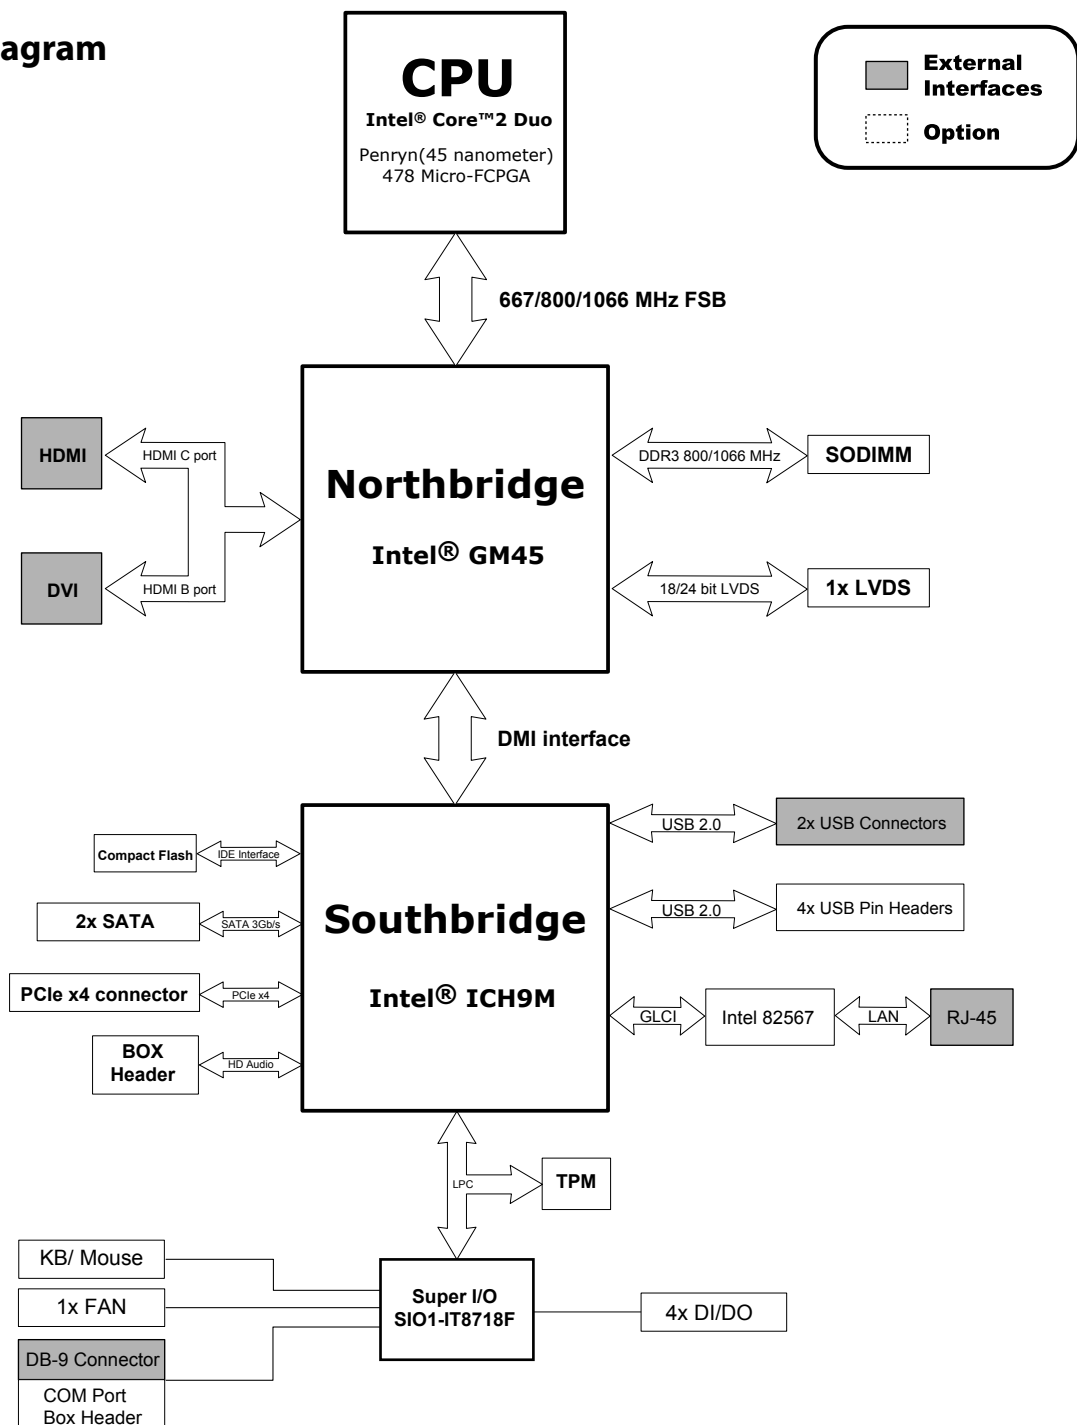 agram
CPU
Intel® Core™2 Duo
Penryn(45 nanometer)
478 Micro-FCPGA
External
Interfaces
Option
667/800/1066 MHz FSB
HDMI
HDMI C port
Northbridge
Intel® GM45
DDR3 800/1066 MHz
SODIMM
DVI
HDMI B port
18/24 bit LVDS
1x LVDS
DMI interface
Compact Flash
IDE Interface
2x SATA
SATA 3Gb/s
PCIe x4 connector
PCIe x4
BOX
Header
HD Audio
Southbridge
Intel® ICH9M
USB 2.0
2x USB Connectors
USB 2.0
4x USB Pin Headers
GLCI
Intel 82567
LAN
RJ-45
LPC
TPM
KB/ Mouse
1x FAN
DB-9 Connector
COM Port
Box Header
Super I/O
SIO1-IT8718F
4x DI/DO